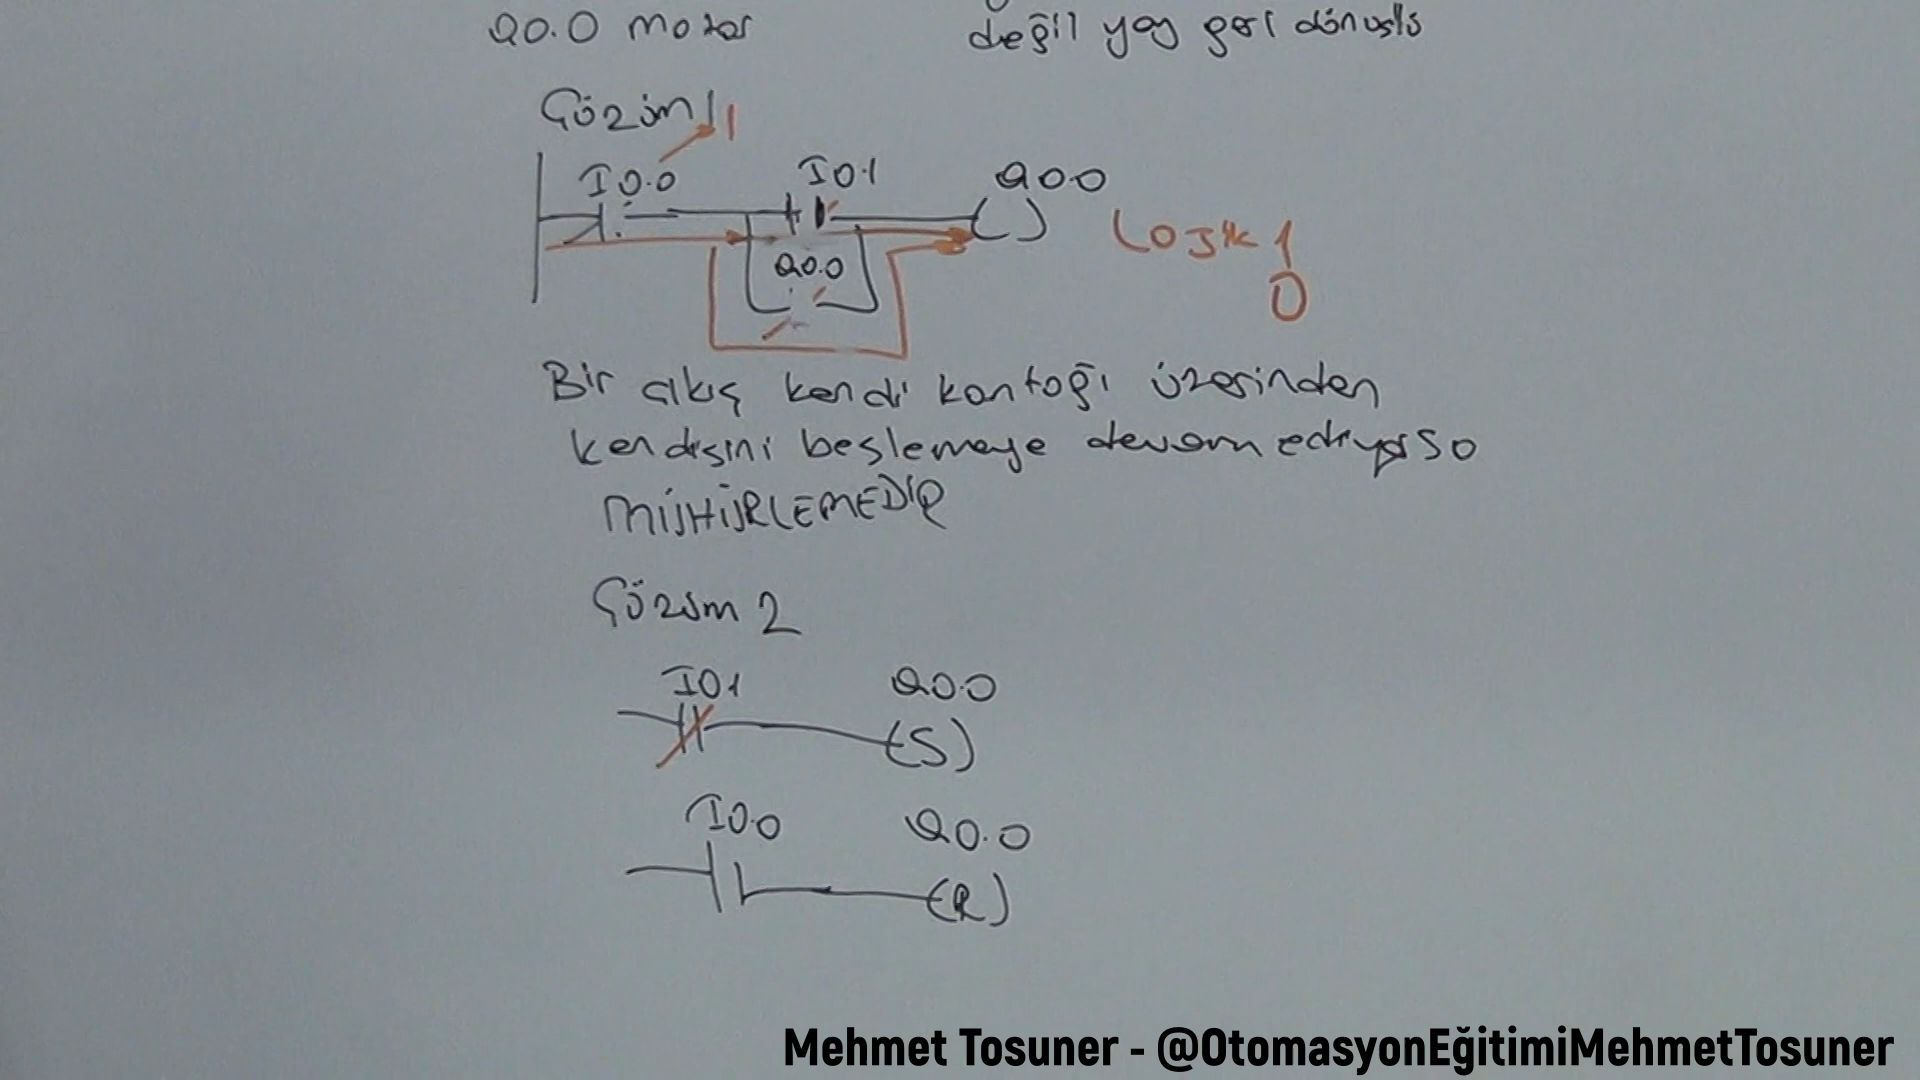 Q0.0 motor
değil yay geri dönüşlü
Çözüm 1
1
I0.0 I0.1 Q0.0
( )
Lojik 1
0
Q0.0
Bir çıkış kendi kontağı üzerinden
kendisini beslemeye devam ediyorsa
MÜHÜRLEMEDİR
Çözüm 2
I0.1 Q0.0
(S)
I0.0 Q0.0
(R)
Mehmet Tosuner - @OtomasyonEğitimiMehmetTosuner